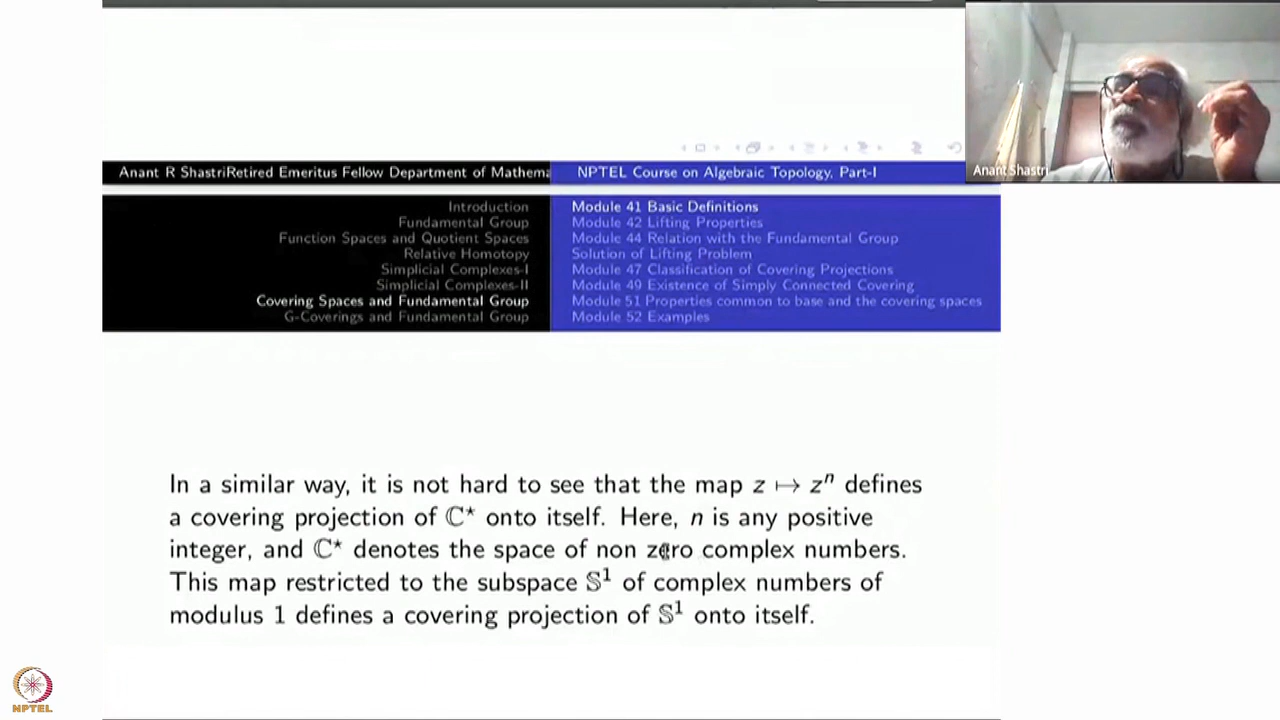 Anant Shastri
Anant R ShastriRetired Emeritus Fellow Department of Mathema
NPTEL Course on Algebraic Topology, Part-I
Introduction
Fundamental Group
Function Spaces and Quotient Spaces
Relative Homotopy
Simplicial Complexes-I
Simplicial Complexes-II
Covering Spaces and Fundamental Group
G-Coverings and Fundamental Group
Module 41 Basic Definitions
Module 42 Lifting Properties
Module 44 Relation with the Fundamental Group
Solution of Lifting Problem
Module 47 Classification of Covering Projections
Module 49 Existence of Simply Connected Covering
Module 51 Properties common to base and the covering spaces
Module 52 Examples
In a similar way, it is not hard to see that the map z ↦ zⁿ defines
a covering projection of ℂ⋆ onto itself. Here, n is any positive
integer, and ℂ⋆ denotes the space of non zero complex numbers.
This map restricted to the subspace 𝕊¹ of complex numbers of
modulus 1 defines a covering projection of 𝕊¹ onto itself.
NPTEL